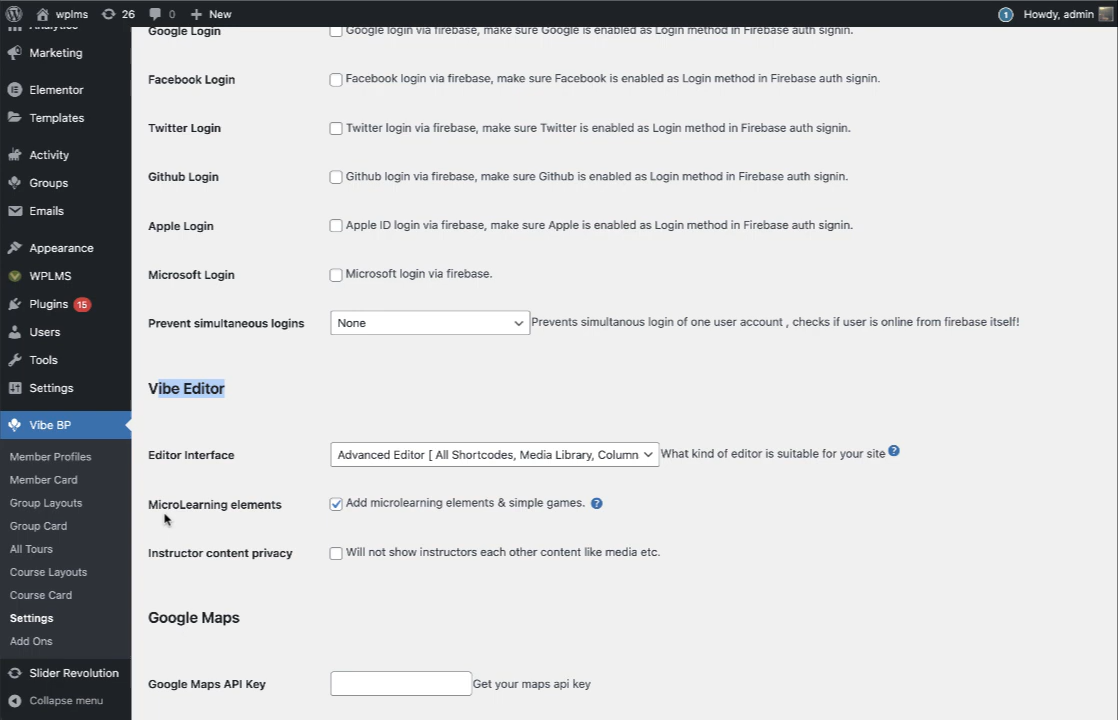 wplms 26 0 + New 1 Howdy, admin
Analytics
Marketing
Elementor
Templates
Activity
Groups
Emails
Appearance
WPLMS
Plugins 15
Users
Tools
Settings
Vibe BP
Member Profiles
Member Card
Group Layouts
Group Card
All Tours
Course Layouts
Course Card
Settings
Add Ons
Slider Revolution
Collapse menu
Google Login Google login via firebase, make sure Google is enabled as Login method in Firebase auth signin.
Facebook Login Facebook login via firebase, make sure Facebook is enabled as Login method in Firebase auth signin.
Twitter Login Twitter login via firebase, make sure Twitter is enabled as Login method in Firebase auth signin.
Github Login Github login via firebase, make sure Github is enabled as Login method in Firebase auth signin.
Apple Login Apple ID login via firebase, make sure Apple is enabled as Login method in Firebase auth signin.
Microsoft Login Microsoft login via firebase.
Prevent simultaneous logins None Prevents simultanous login of one user account , checks if user is online from firebase itself!
Vibe Editor
Editor Interface Advanced Editor [ All Shortcodes, Media Library, Column What kind of editor is suitable for your site ?
MicroLearning elements Add microlearning elements & simple games. ?
Instructor content privacy Will not show instructors each other content like media etc.
Google Maps
Google Maps API Key Get your maps api key